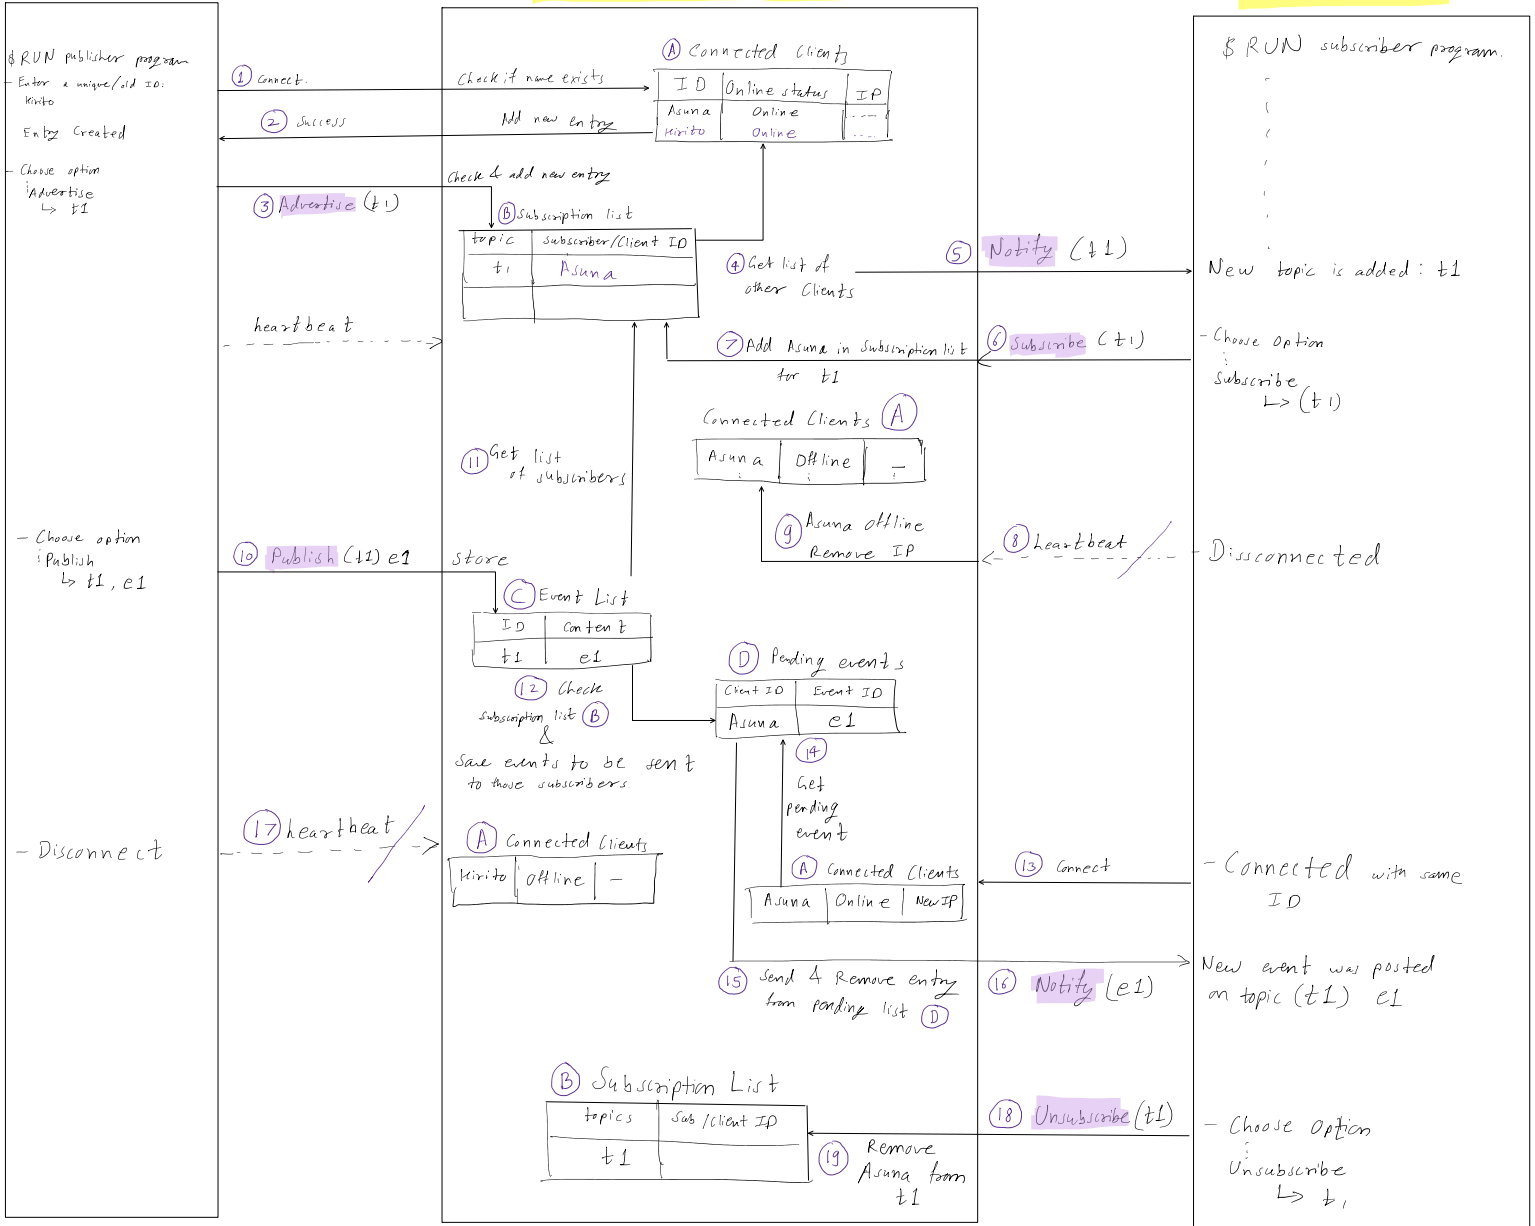 $ RUN publisher program
- Enter a unique/old ID:
Kirito
Entry Created
- Choose option
Advertise
↳ t1
- Choose option
Publish
↳ t1, e1
- Disconnect
① Connect.
② Success
③ Advertise (t1)
heartbeat
⑩ Publish (t1) e1
⑰ heartbeat
Check if name exists
Add new entry
Ⓐ Connected Clients
ID | Online status | IP
Asuna | Online | ....
Kirito | Online | ....
Check & add new entry
Ⓑ Subscription list
topic | Subscriber/Client ID
t1 | Asuna
④ Get list of
other Clients
⑦ Add Asuna in Subscription list
for t1
Connected Clients Ⓐ
Asuna | Offline | —
⑪ Get list
of subscribers
⑨ Asuna offline
Remove IP
store
Ⓒ Event List
ID | Content
t1 | e1
⑫ Check
subscription list Ⓑ
&
Save events to be sent
to those subscribers
Ⓓ Pending events
Client ID | Event ID
Asuna | e1
⑭
Get
pending
event
Ⓐ Connected Clients
Kirito | Offline | -
Ⓐ Connected Clients
Asuna | Online | New IP
⑮ Send & Remove entry
from pending list Ⓓ
Ⓑ Subscription List
topics | Sub/Client ID
t1
⑲ Remove
Asuna from
t1
⑤ Notify (t1)
⑥ Subscribe (t1)
⑧ heartbeat
⑬ Connect
⑯ Notify (e1)
⑱ Unsubscribe (t1)
$ RUN subscriber program.
New topic is added: t1
- Choose Option
Subscribe
↳ (t1)
- Dissconnected
- Connected with same
ID
New event was posted
on topic (t1) e1
- Choose Option
Unsubscribe
↳ t1